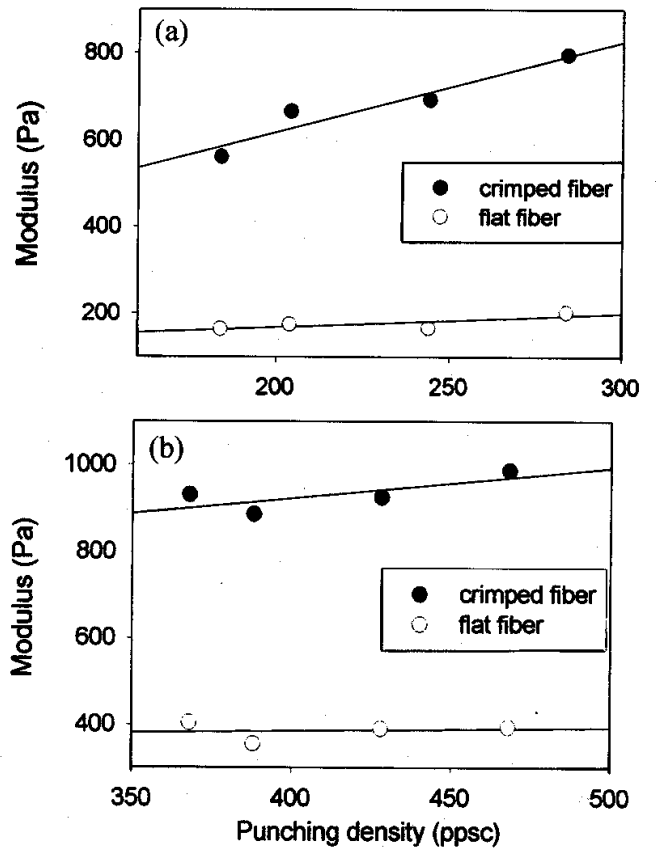 (a)
800
600
400
200
Modulus (Pa)
crimped fiber
flat fiber
200 250 300
(b)
1000
800
600
400
Modulus (Pa)
crimped fiber
flat fiber
350 400 450 500
Punching density (ppsc)